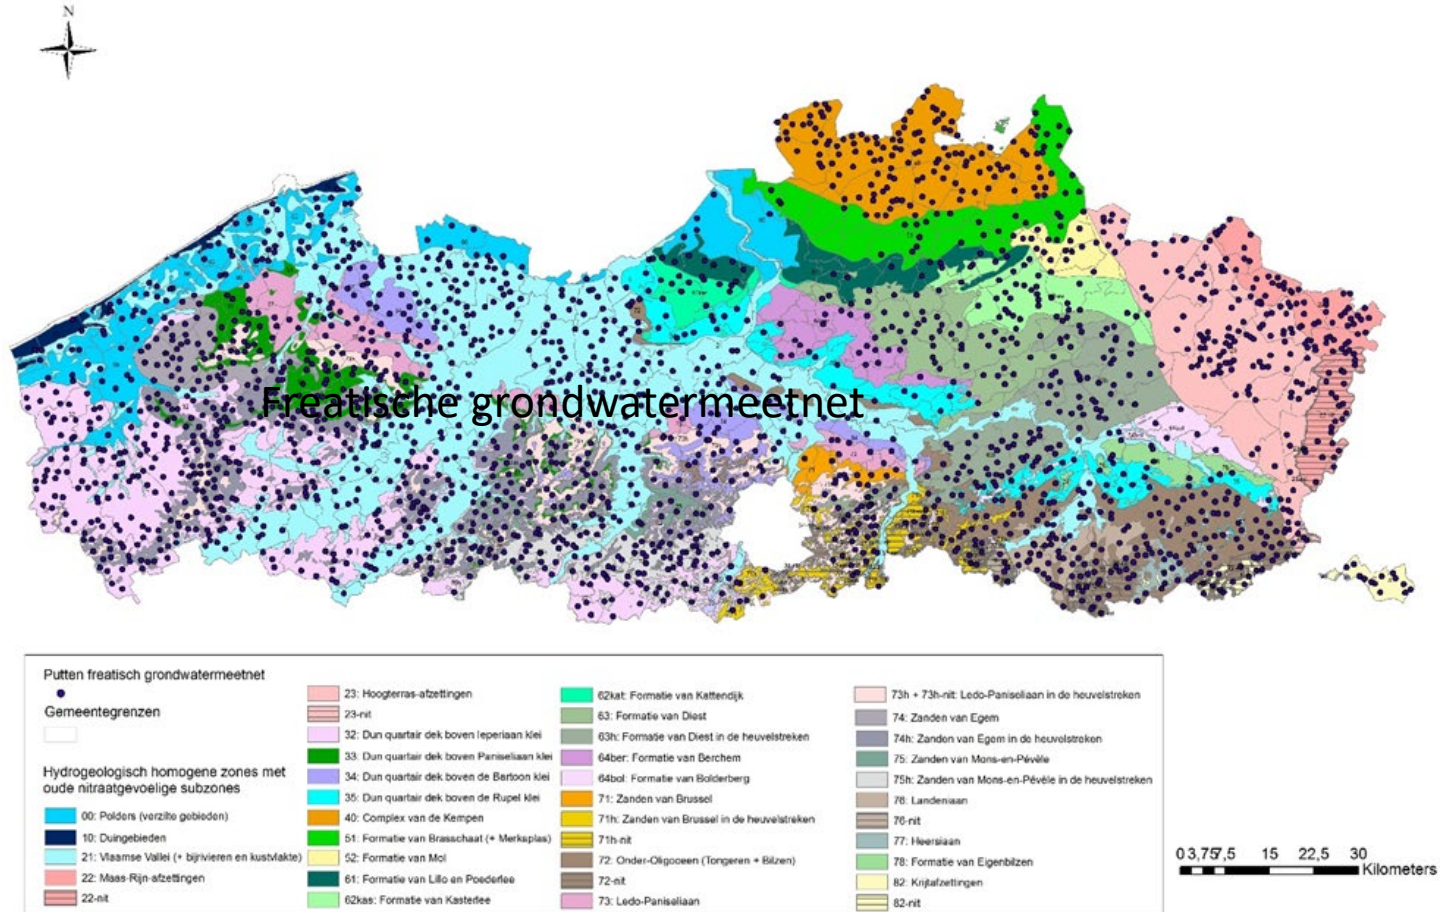 N
Freatische grondwatermeetnet
Putten freatisch grondwatermeetnet
Gemeentegrenzen
Hydrogeologisch homogene zones met
oude nitraatgevoelige subzones
00: Polders (verzilte gebieden)
10: Duingebieden
21: Vlaamse Vallei (+ bijrivieren en kustvlakte)
22: Maas-Rijn-afzettingen
22-nit
23: Hoogterras-afzettingen
23-nit
32: Dun quartair dek boven Ieperiaan klei
33: Dun quartair dek boven Paniseliaan klei
34: Dun quartair dek boven de Bartoon klei
35: Dun quartair dek boven de Rupel klei
40: Complex van de Kempen
51: Formatie van Brasschaat (+ Merksplas)
52: Formatie van Mol
61: Formatie van Lillo en Poederlee
62kas: Formatie van Kasterlee
62kat: Formatie van Kattendijk
63: Formatie van Diest
63h: Formatie van Diest in de heuvelstreken
64ber: Formatie van Berchem
64bol: Formatie van Bolderberg
71: Zanden van Brussel
71h: Zanden van Brussel in de heuvelstreken
71h-nit
72: Onder-Oligoceen (Tongeren + Bilzen)
72-nit
73: Ledo-Paniseliaan
73h + 73h-nit: Ledo-Paniseliaan in de heuvelstreken
74: Zanden van Egem
74h: Zanden van Egem in de heuvelstreken
75: Zanden van Mons-en-Pévèle
75h: Zanden van Mons-en-Pévèle in de heuvelstreken
76: Landeniaan
76-nit
77: Heersiaan
78: Formatie van Eigenbilzen
82: Krijtafzettingen
82-nit
0 3,75 7,5 15 22,5 30
Kilometers